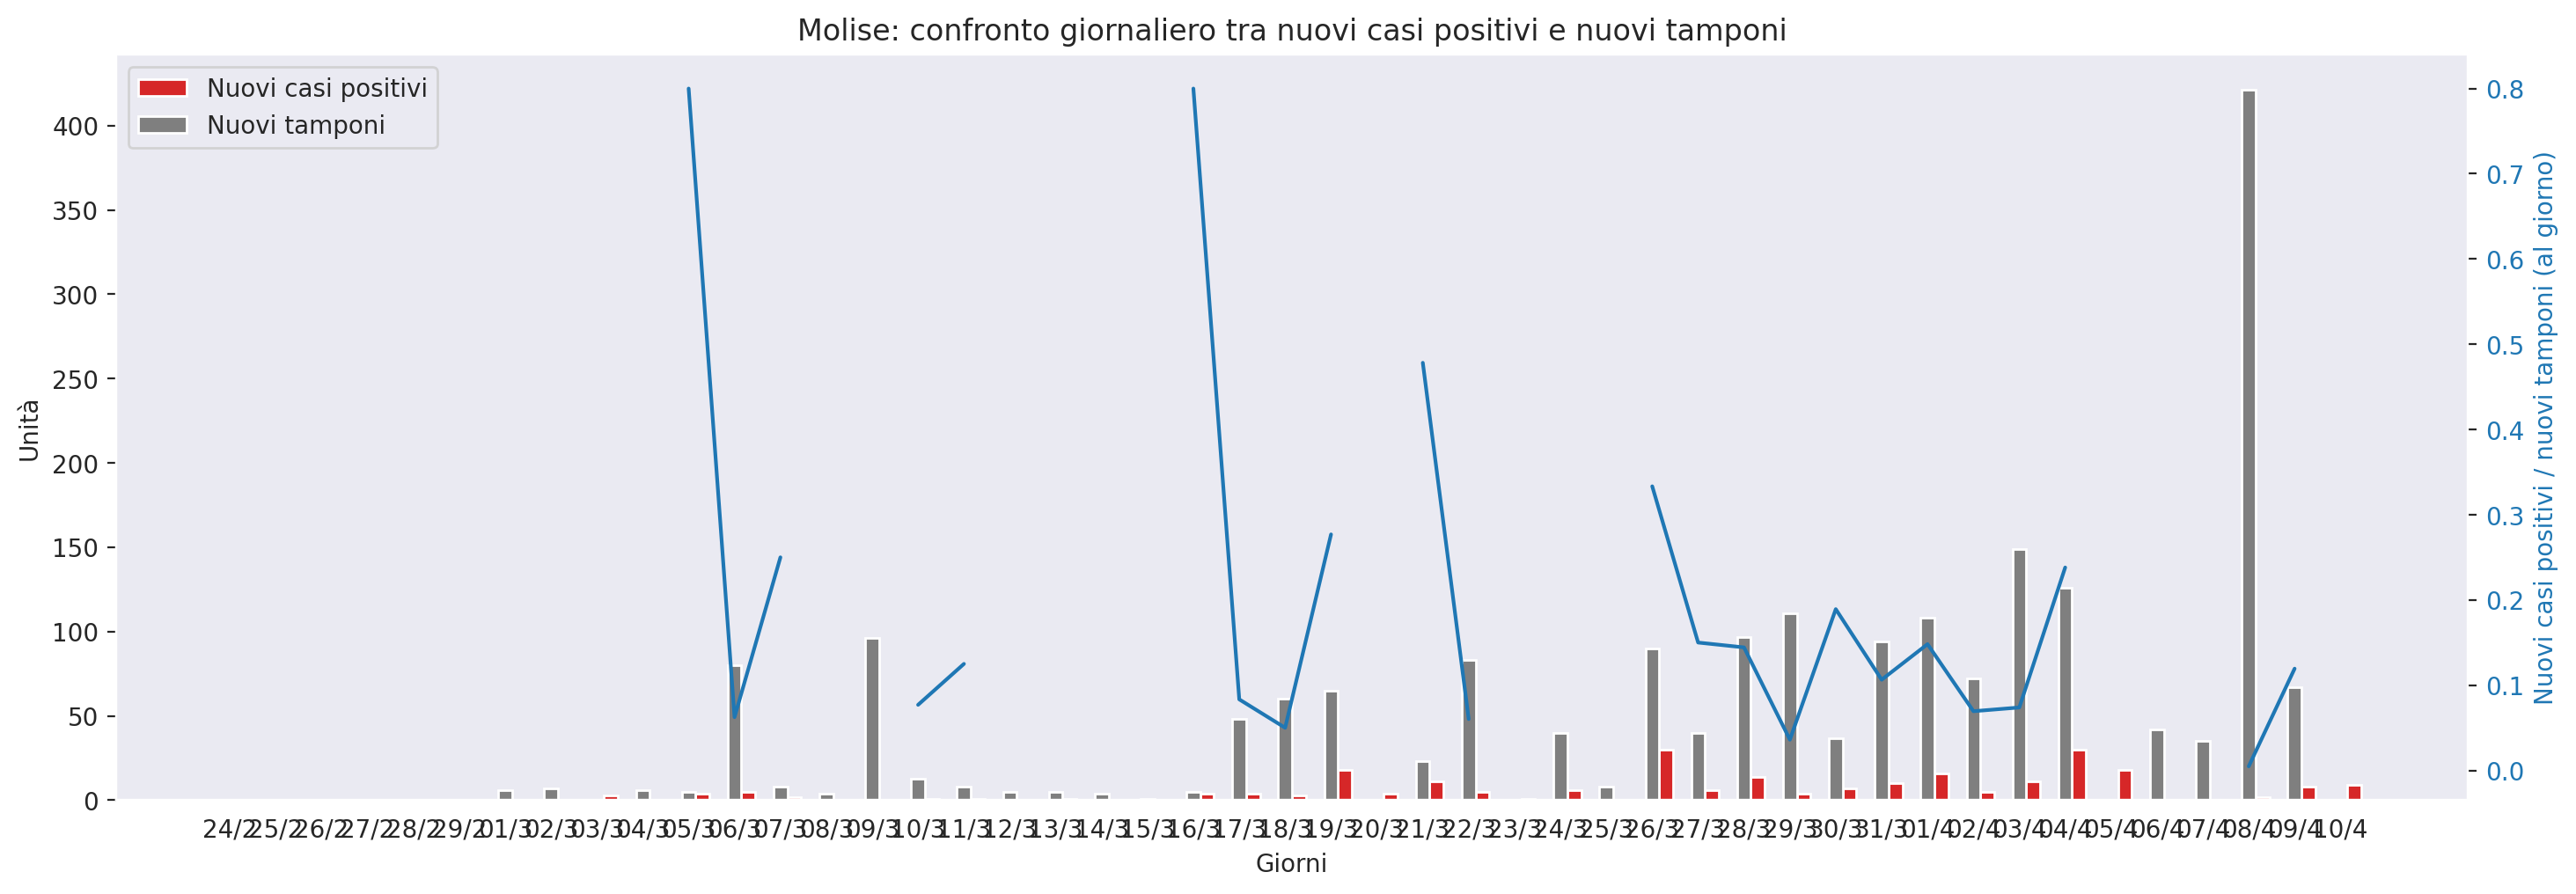 Molise: confronto giornaliero tra nuovi casi positivi e nuovi tamponi
Nuovi casi positivi
Nuovi tamponi
400
350
300
250
200
150
100
50
0
Unità
0.8
0.7
0.6
0.5
0.4
0.3
0.2
0.1
0.0
Nuovi casi positivi / nuovi tamponi (al giorno)
24/2 25/2 26/2 27/2 28/2 29/2 01/3 02/3 03/3 04/3 05/3 06/3 07/3 08/3 09/3 10/3 11/3 12/3 13/3 14/3 15/3 16/3 17/3 18/3 19/3 20/3 21/3 22/3 23/3 24/3 25/3 26/3 27/3 28/3 29/3 30/3 31/3 01/4 02/4 03/4 04/4 05/4 06/4 07/4 08/4 09/4 10/4
Giorni